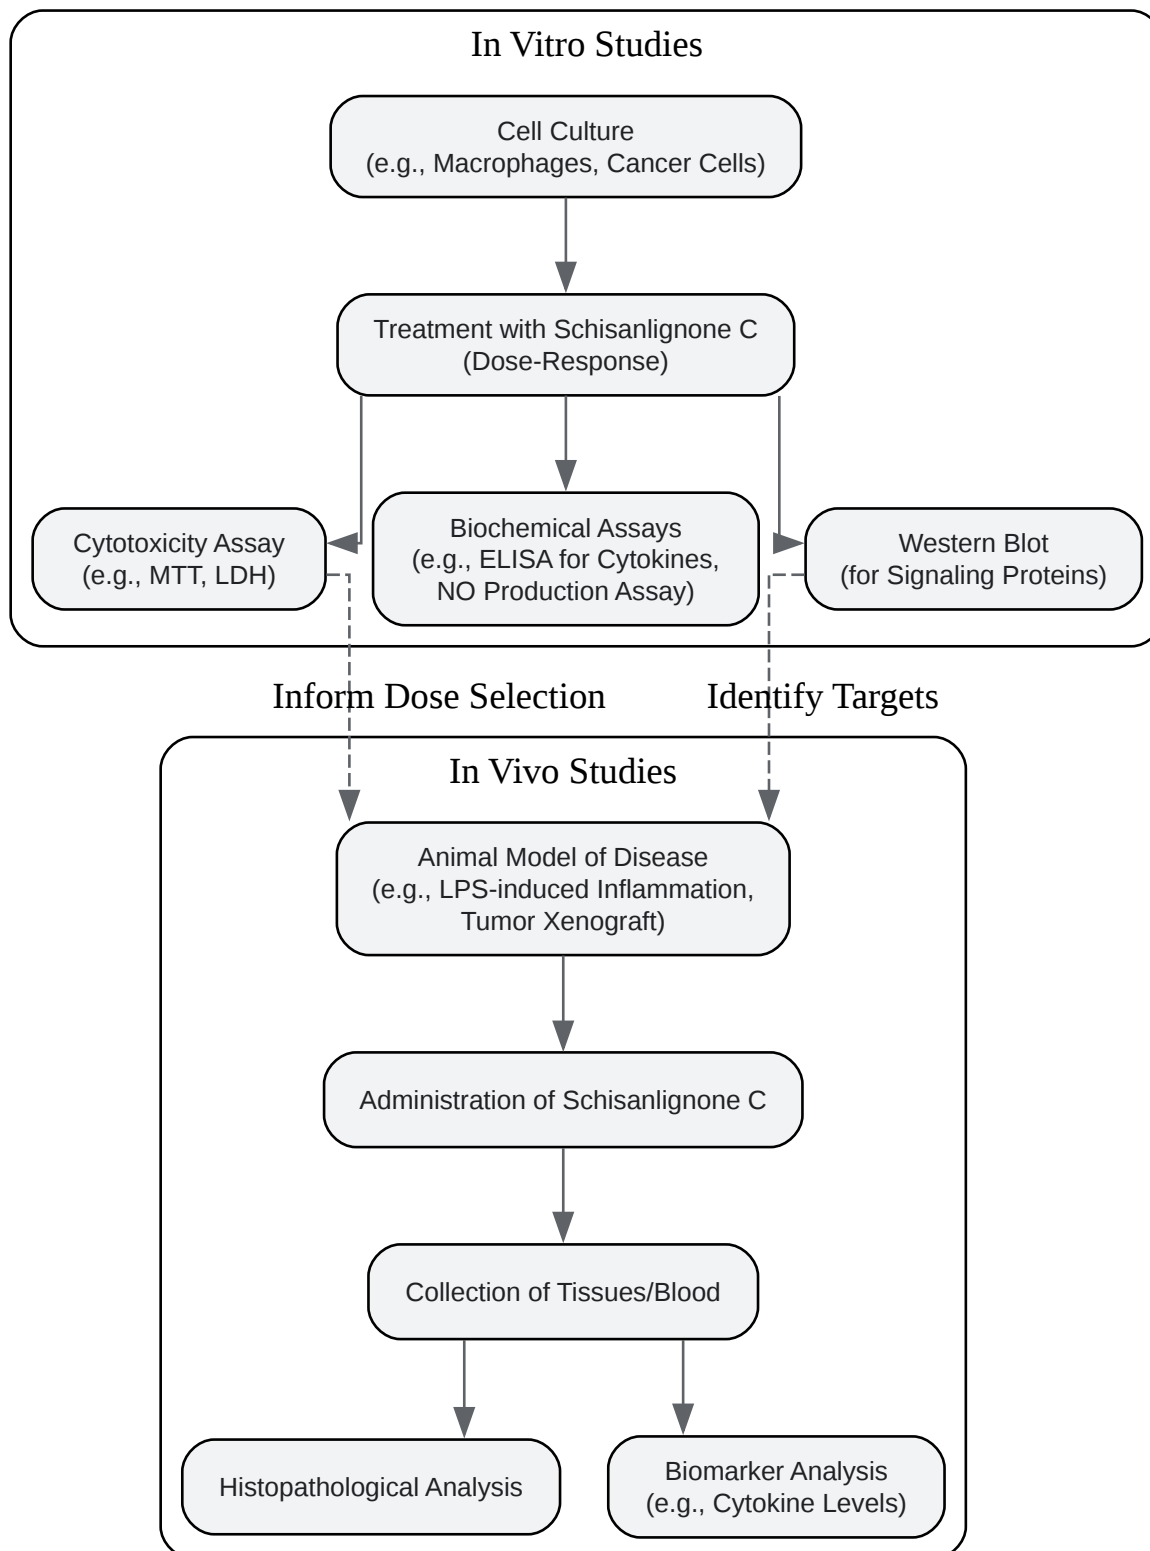 In Vitro Studies
Cell Culture
(e.g., Macrophages, Cancer Cells)
Treatment with Schisanlignone C
(Dose-Response)
Cytotoxicity Assay
(e.g., MTT, LDH)
Biochemical Assays
(e.g., ELISA for Cytokines,
NO Production Assay)
Western Blot
(for Signaling Proteins)
Inform Dose Selection
Identify Targets
In Vivo Studies
Animal Model of Disease
(e.g., LPS-induced Inflammation,
Tumor Xenograft)
Administration of Schisanlignone C
Collection of Tissues/Blood
Histopathological Analysis
Biomarker Analysis
(e.g., Cytokine Levels)